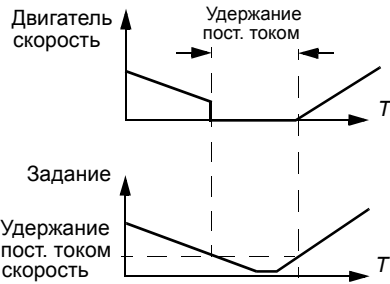 Двигатель
скорость
Удержание
пост. током
T
Задание
Удержание
пост. током
скорость
T